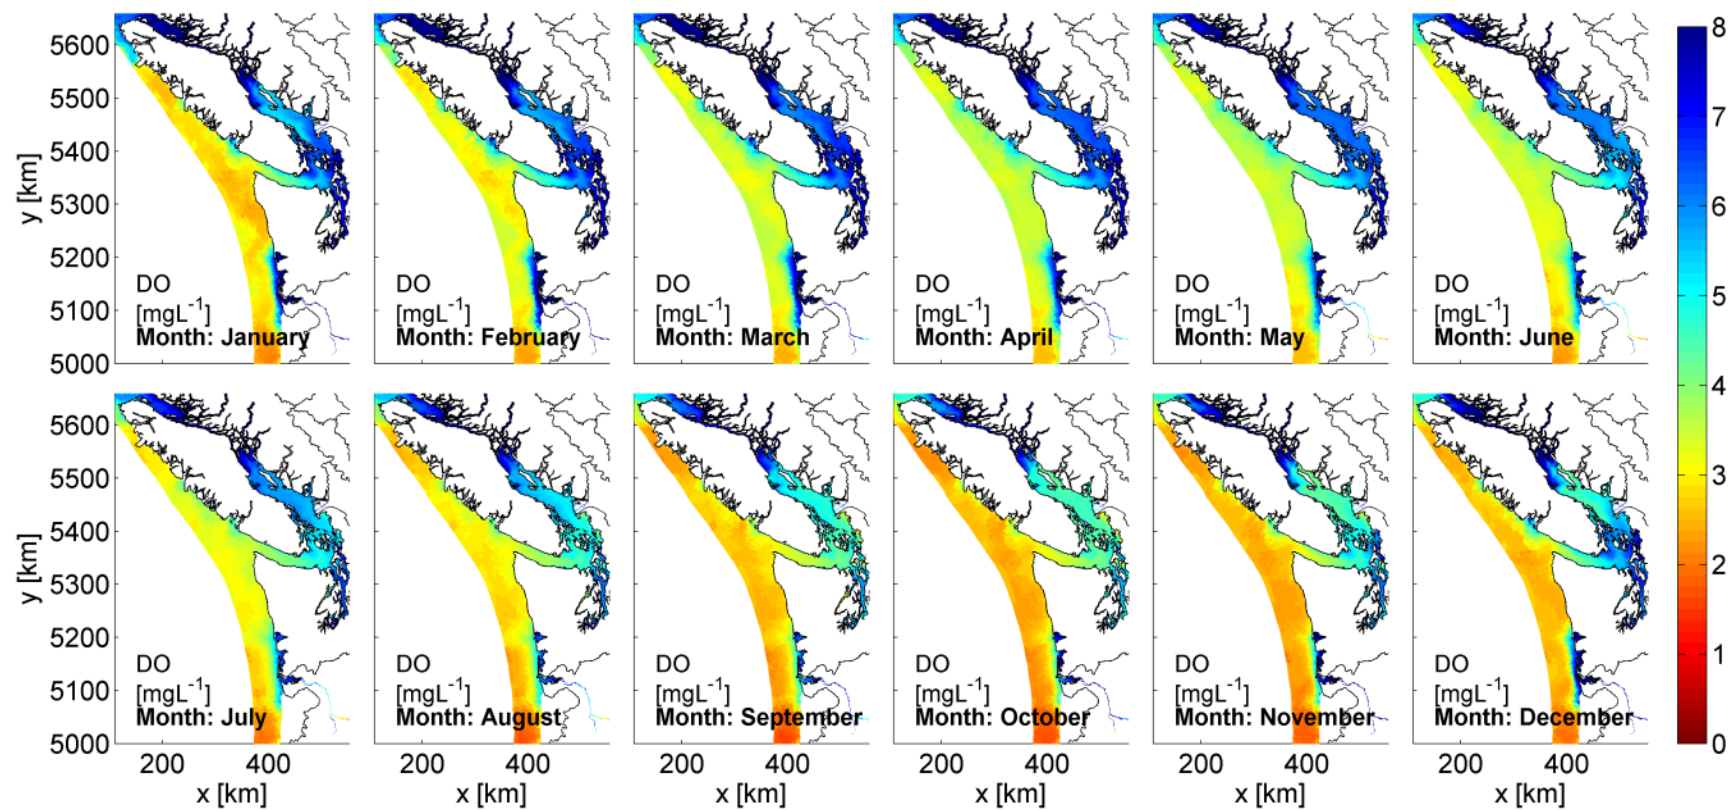 5600
5500
5400
5300
5200
5100
5000
y [km]
DO
[mgL⁻¹]
Month: January
DO
[mgL⁻¹]
Month: February
DO
[mgL⁻¹]
Month: March
DO
[mgL⁻¹]
Month: April
DO
[mgL⁻¹]
Month: May
DO
[mgL⁻¹]
Month: June
5600
5500
5400
5300
5200
5100
5000
y [km]
DO
[mgL⁻¹]
Month: July
DO
[mgL⁻¹]
Month: August
DO
[mgL⁻¹]
Month: September
DO
[mgL⁻¹]
Month: October
DO
[mgL⁻¹]
Month: November
DO
[mgL⁻¹]
Month: December
200 400
200 400
200 400
200 400
200 400
200 400
x [km]
x [km]
x [km]
x [km]
x [km]
x [km]
8
7
6
5
4
3
2
1
0